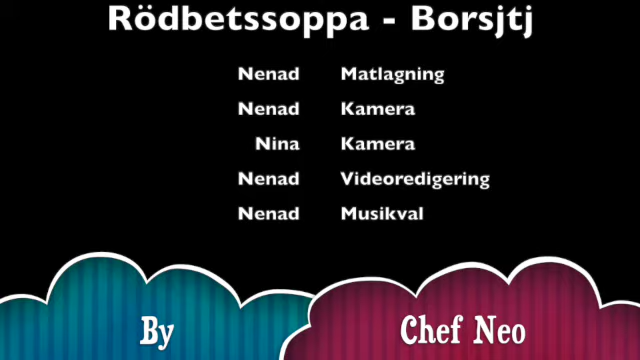 Rödbetssoppa - Borsjtj
Nenad Matlagning
Nenad Kamera
Nina Kamera
Nenad Videoredigering
Nenad Musikval
By Chef Neo